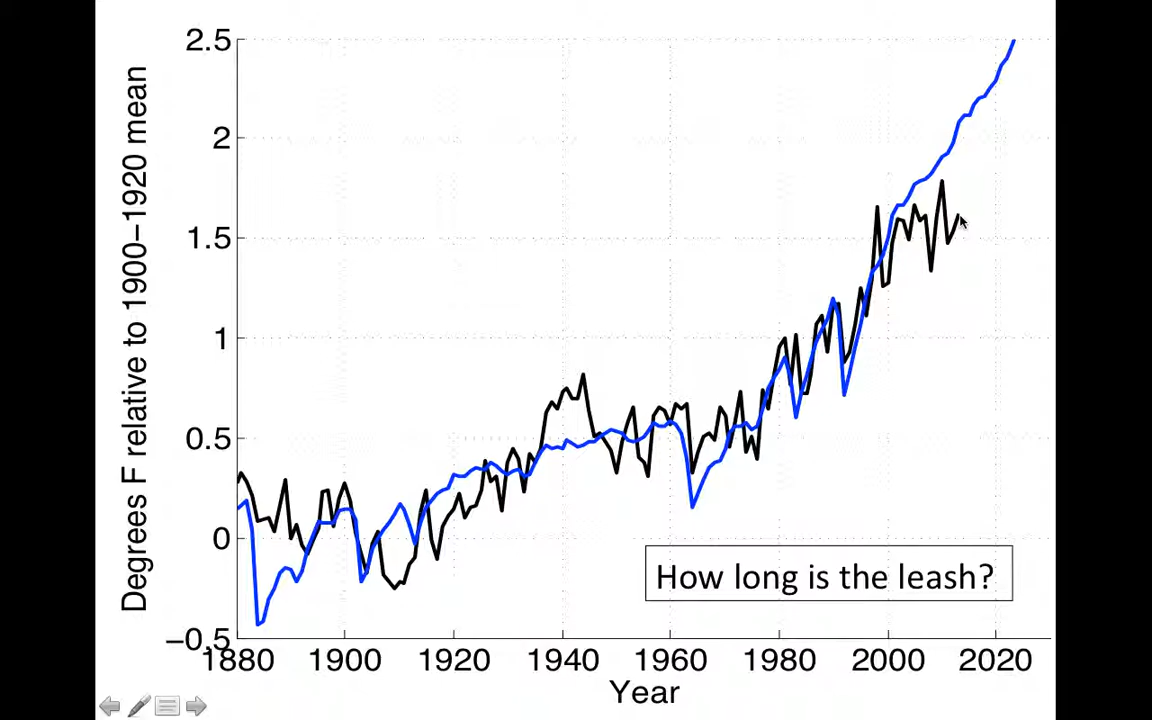 2.5
2
1.5
1
0.5
0
−0.5
Degrees F relative to 1900−1920 mean
How long is the leash?
1880 1900 1920 1940 1960 1980 2000 2020
Year